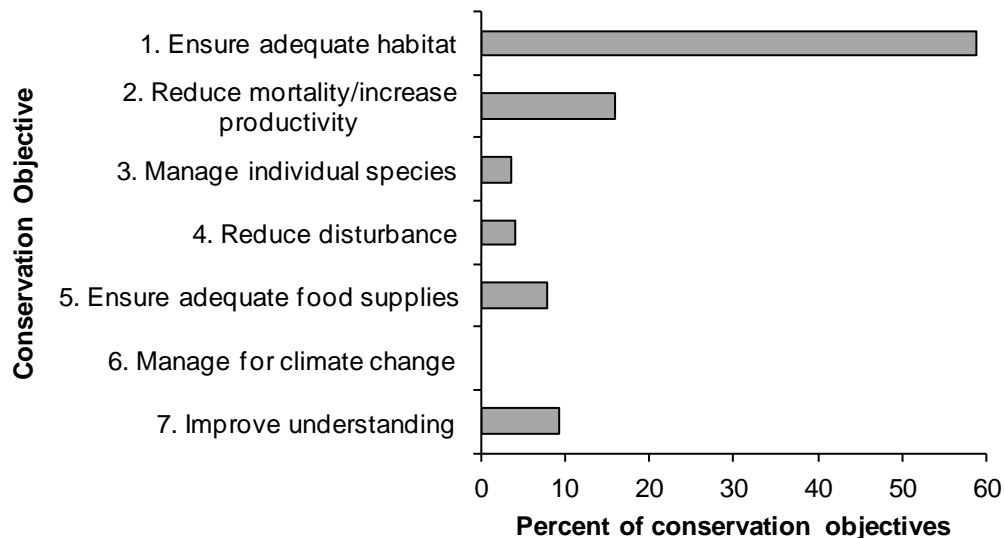 Conservation Objective
1. Ensure adequate habitat
2. Reduce mortality/increase
productivity
3. Manage individual species
4. Reduce disturbance
5. Ensure adequate food supplies
6. Manage for climate change
7. Improve understanding
0 10 20 30 40 50 60
Percent of conservation objectives